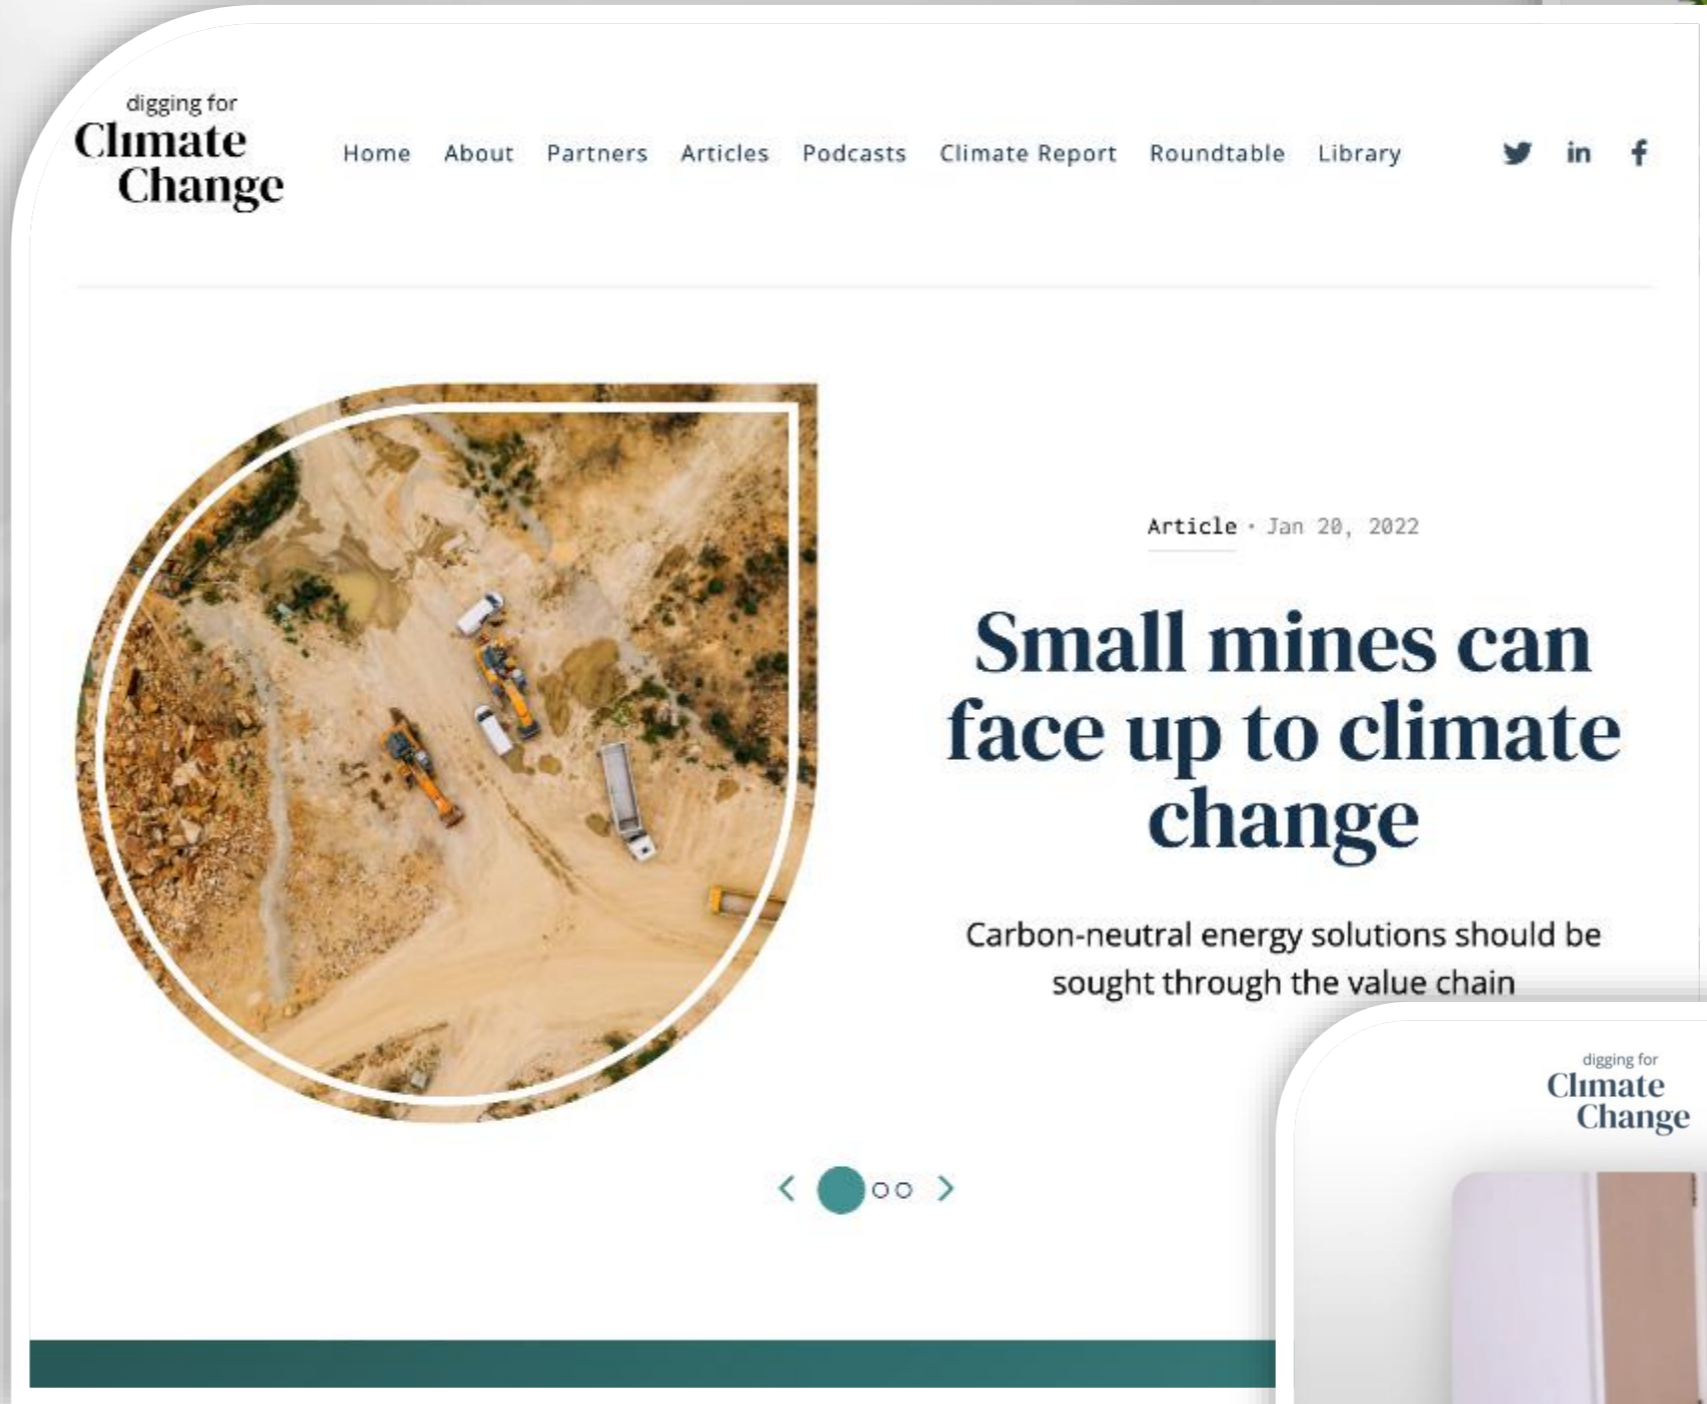 digging for
Climate
Change
Home About Partners Articles Podcasts Climate Report Roundtable Library
Article · Jan 20, 2022
Small mines can
face up to climate
change
Carbon-neutral energy solutions should be
sought through the value chain
digging for
Climate
Change